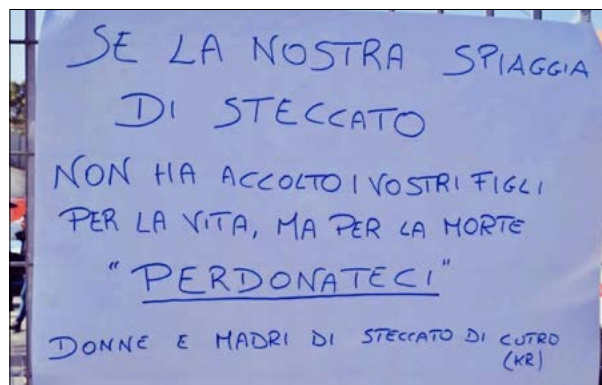 SE LA NOSTRA SPIAGGIA
DI STECCATO
NON HA ACCOLTO I VOSTRI FIGLI
PER LA VITA, MA PER LA MORTE
"PERDONATECI"
DONNE E MADRI DI STECCATO DI CUTRO
(KR)